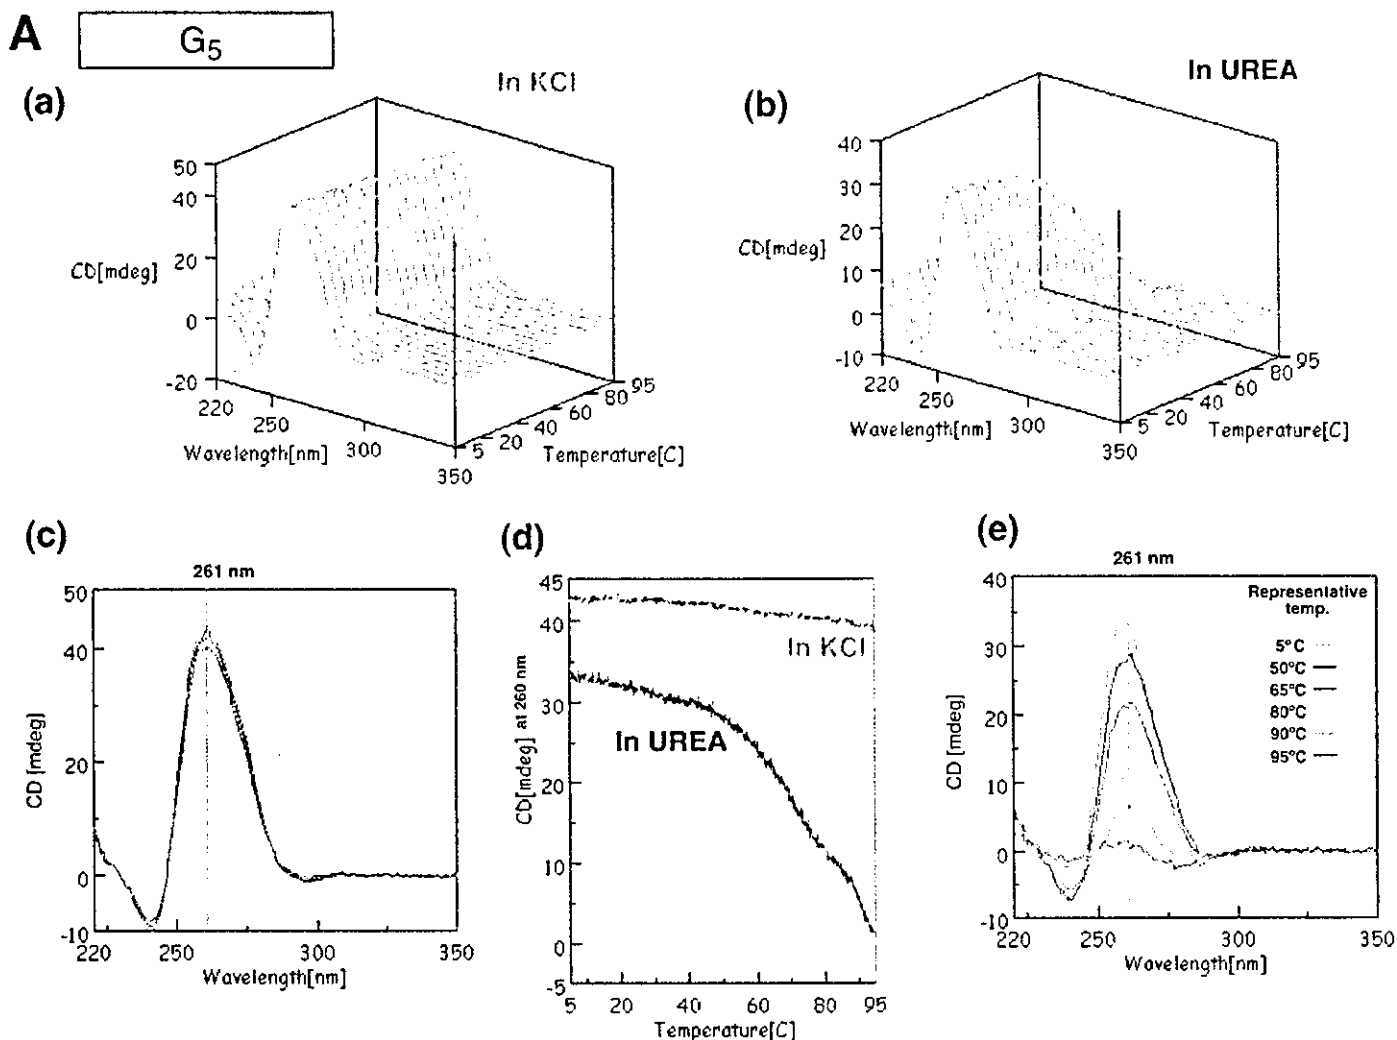 A
G5
(a)
In KCl
50
40
20
0
-20
CD[mdeg]
220
250
300
350
Wavelength[nm]
5
20
40
60
80
95
Temperature[C]
(b)
In UREA
40
30
20
10
0
-10
CD[mdeg]
220
250
300
350
Wavelength[nm]
5
20
40
60
80
95
Temperature[C]
(c)
261 nm
50
40
20
0
-10
CD [mdeg]
220
250
300
350
Wavelength[nm]
(d)
45
40
30
20
10
0
-5
CD[mdeg] at 260 nm
In KCl
In UREA
5
20
40
60
80
95
Temperature[C]
(e)
261 nm
40
30
20
10
0
-10
CD [mdeg]
Representative
temp.
5°C
50°C
65°C
80°C
90°C
95°C
220
250
300
350
Wavelength[nm]